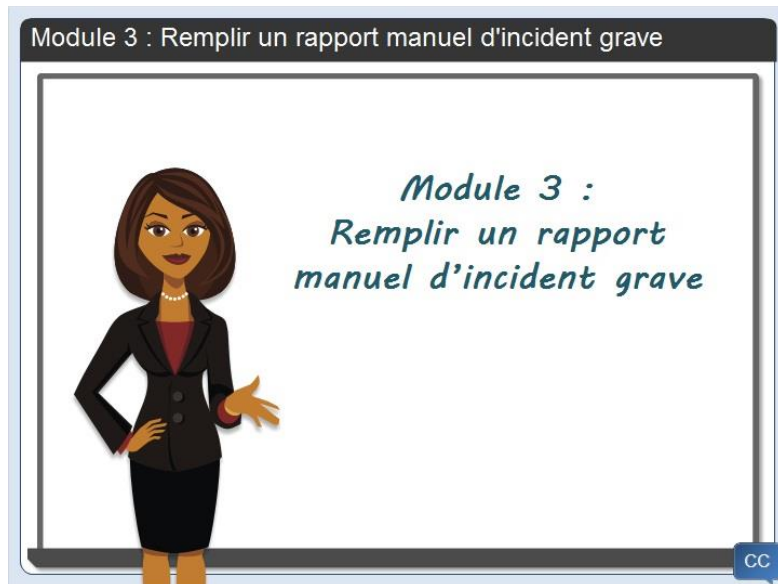 Module 3 : Remplir un rapport manuel d'incident grave
Module 3 :
Remplir un rapport
manuel d’incident grave
CC